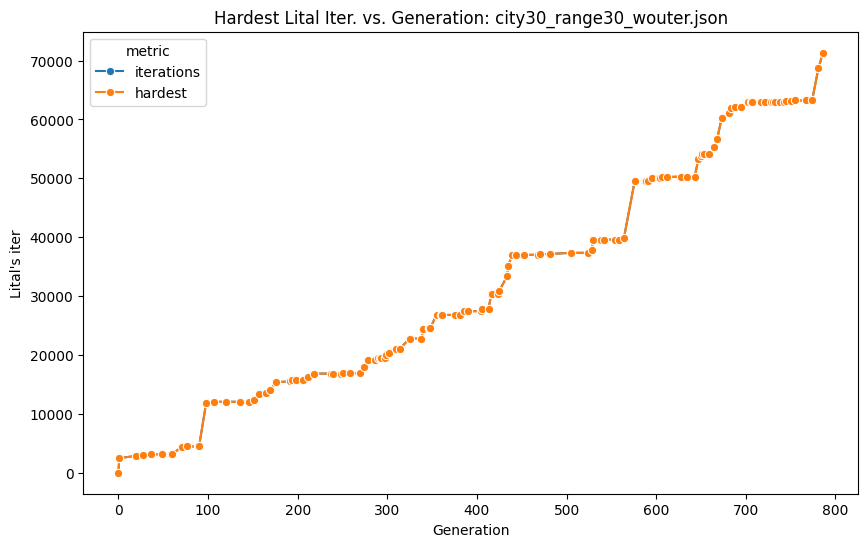 Hardest Lital Iter. vs. Generation: city30_range30_wouter.json
metric
iterations
hardest
70000
60000
50000
40000
30000
20000
10000
0
Lital's iter
0 100 200 300 400 500 600 700 800
Generation